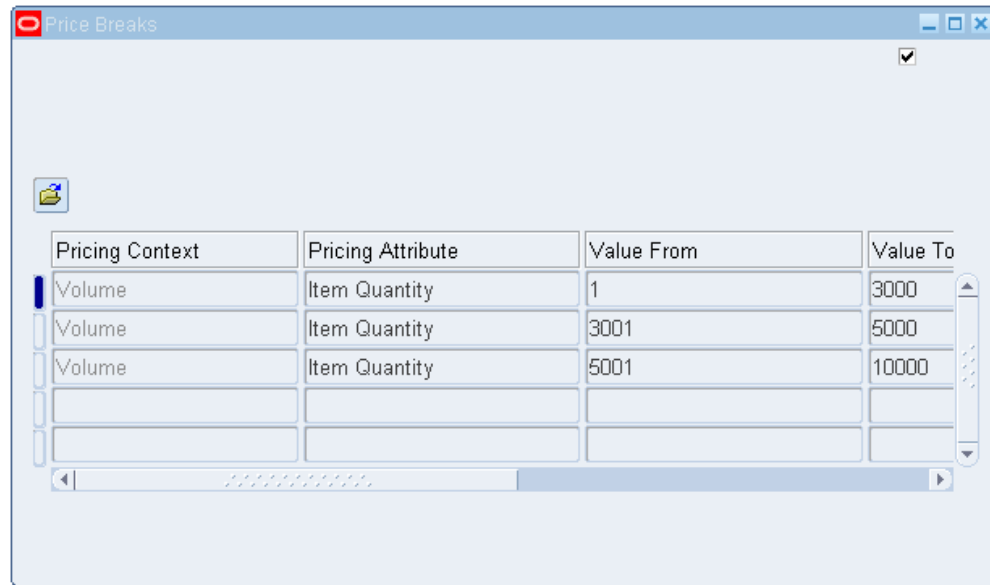 Price Breaks
Pricing Context Pricing Attribute Value From Value To
Volume Item Quantity 1 3000
Volume Item Quantity 3001 5000
Volume Item Quantity 5001 10000